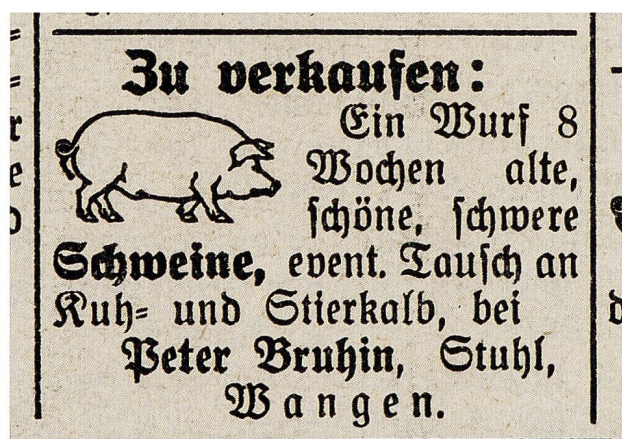 Zu verkaufen:
Ein Wurf 8
Wochen alte,
schöne, schwere
Schweine, event. Tausch an
Kuh- und Stierkalb, bei
Peter Bruhin, Stuhl,
Wangen.